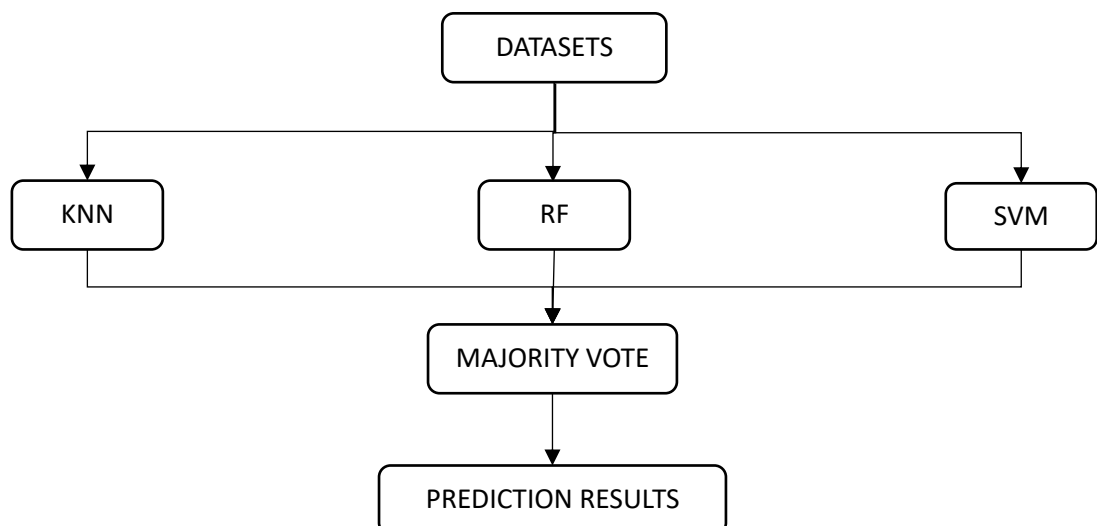 DATASETS
KNN
RF
SVM
MAJORITY VOTE
PREDICTION RESULTS